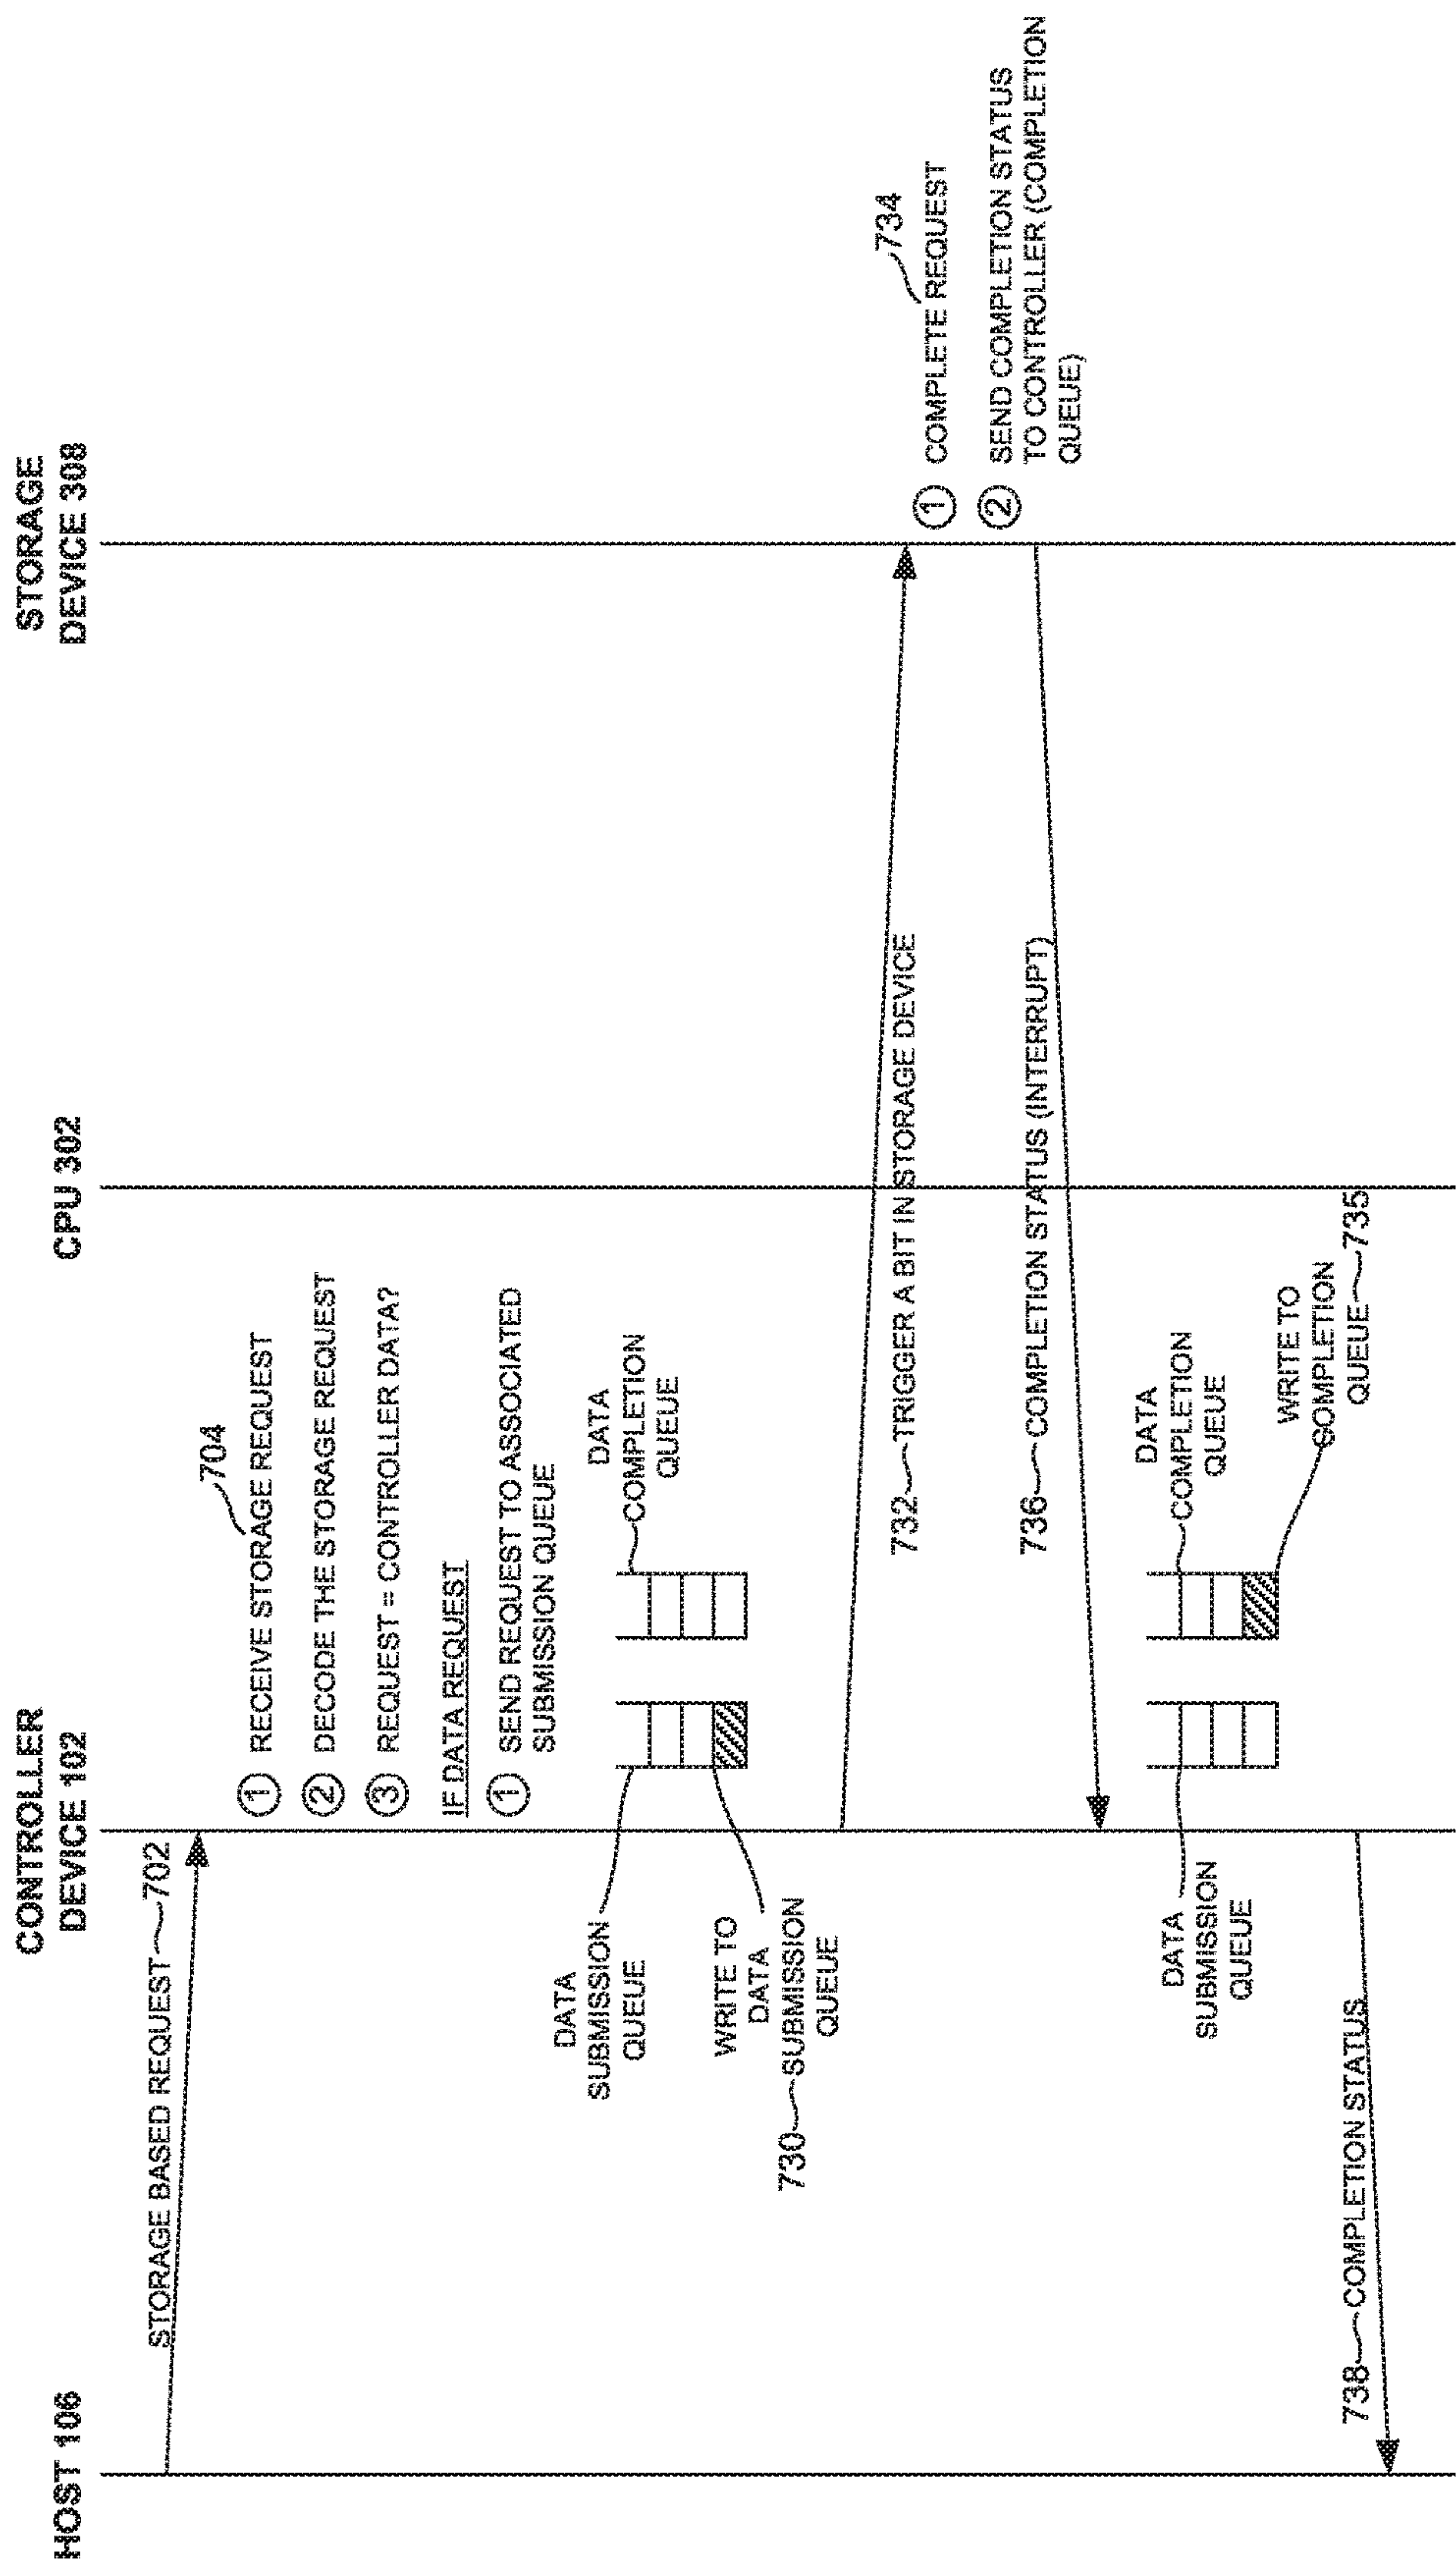 HOST 106
CONTROLLER
DEVICE 102
CPU 302
STORAGE
DEVICE 308
STORAGE BASED REQUEST 702
704
1 RECEIVE STORAGE REQUEST
2 DECODE THE STORAGE REQUEST
3 REQUEST = CONTROLLER DATA?
IF DATA REQUEST
1 SEND REQUEST TO ASSOCIATED
SUBMISSION QUEUE
DATA
SUBMISSION
QUEUE
DATA
COMPLETION
QUEUE
WRITE TO
DATA
730 SUBMISSION
QUEUE
732 TRIGGER A BIT IN STORAGE DEVICE
734
1 COMPLETE REQUEST
2 SEND COMPLETION STATUS
TO CONTROLLER (COMPLETION
QUEUE)
736 COMPLETION STATUS (INTERRUPT)
DATA
SUBMISSION
QUEUE
DATA
COMPLETION
QUEUE
WRITE TO
COMPLETION
QUEUE 735
738 COMPLETION STATUS